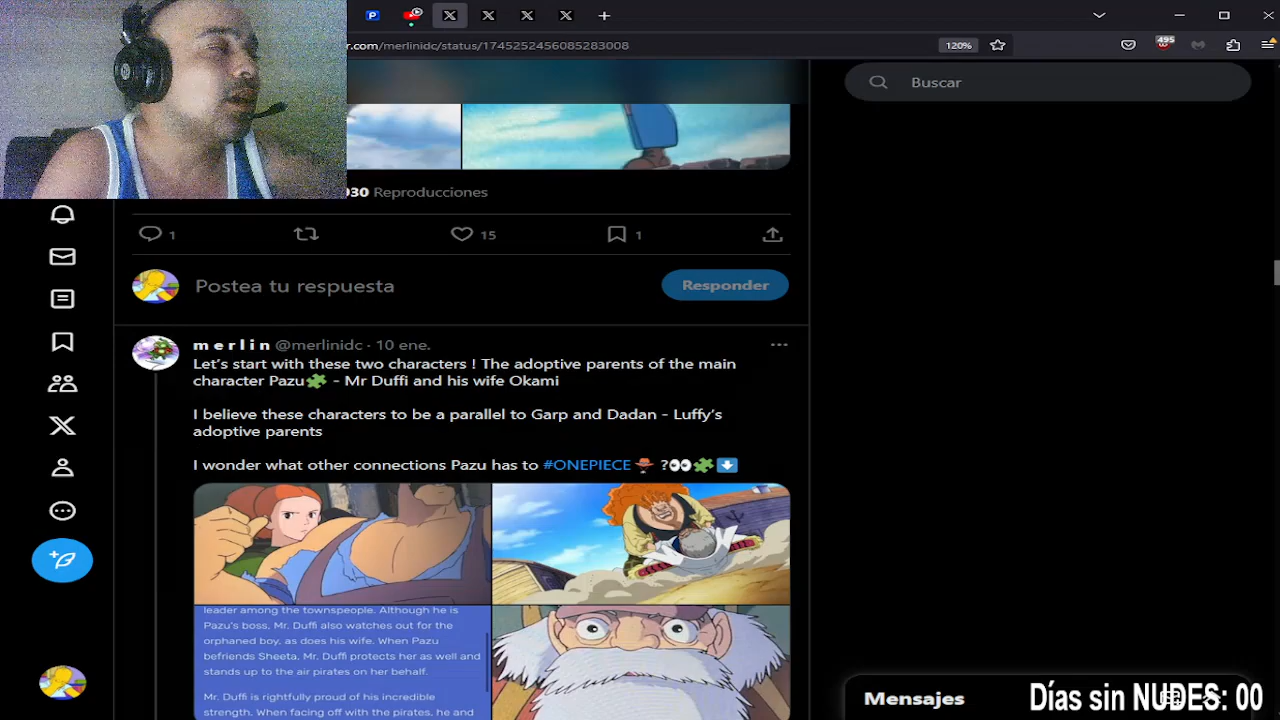 r.com/merlinidc/status/1745252456085283008
120%
495
Buscar
930 Reproducciones
1
15
1
Postea tu respuesta
Responder
m e r l i n @merlinidc · 10 ene.
Let's start with these two characters ! The adoptive parents of the main
character Pazu🧩 - Mr Duffi and his wife Okami
I believe these characters to be a parallel to Garp and Dadan - Luffy's
adoptive parents
I wonder what other connections Pazu has to #ONEPIECE ?👀🧩⬇️
leader among the townspeople. Although he is
Pazu's boss, Mr. Duffi also watches out for the
orphaned boy, as does his wife. When Pazu
befriends Sheeta, Mr. Duffi protects her as well and
stands up to the air pirates on her behalf.
Mr. Duffi is rightfully proud of his incredible
strength. When facing off with the pirates, he and
Mensajes
Días sin NUDES: 00